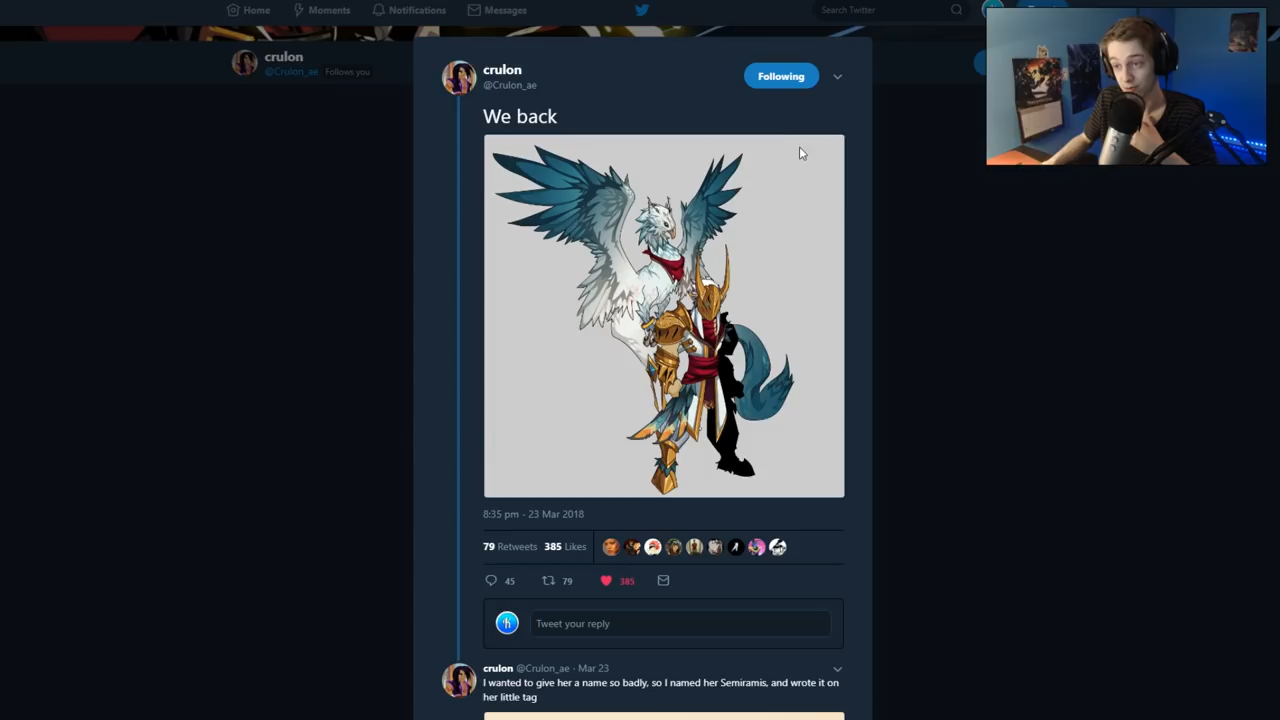 Home
Moments
Notifications
Messages
Search Twitter
crulon
@Crulon_ae Follows you
crulon
@Crulon_ae
Following
We back
8:35 pm - 23 Mar 2018
79 Retweets 385 Likes
45 79 385
Tweet your reply
crulon @Crulon_ae · Mar 23
I wanted to give her a name so badly, so I named her Semiramis, and wrote it on
her little tag